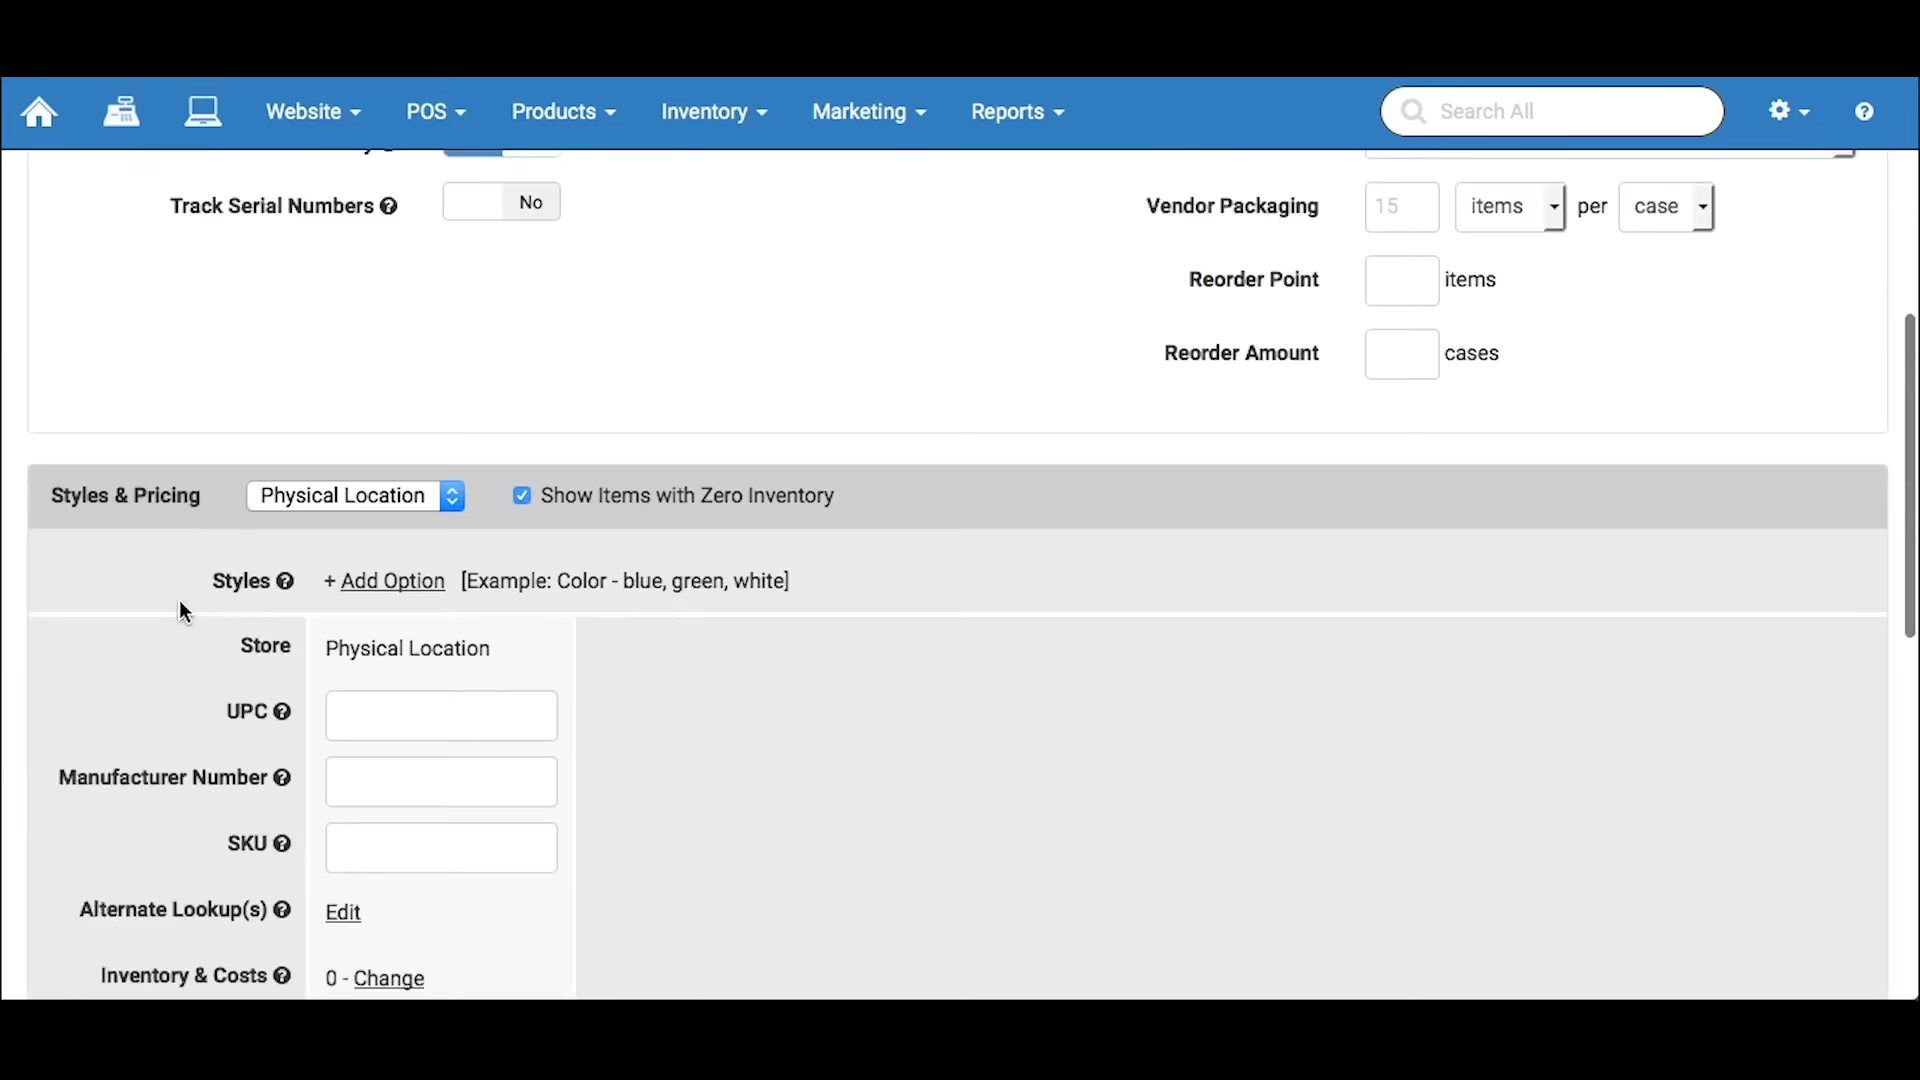 Website POS Products Inventory Marketing Reports Search All
Track Serial Numbers No
Vendor Packaging 15 items per case
Reorder Point items
Reorder Amount cases
Styles & Pricing Physical Location Show Items with Zero Inventory
Styles + Add Option [Example: Color - blue, green, white]
Store Physical Location
UPC
Manufacturer Number
SKU
Alternate Lookup(s) Edit
Inventory & Costs 0 - Change